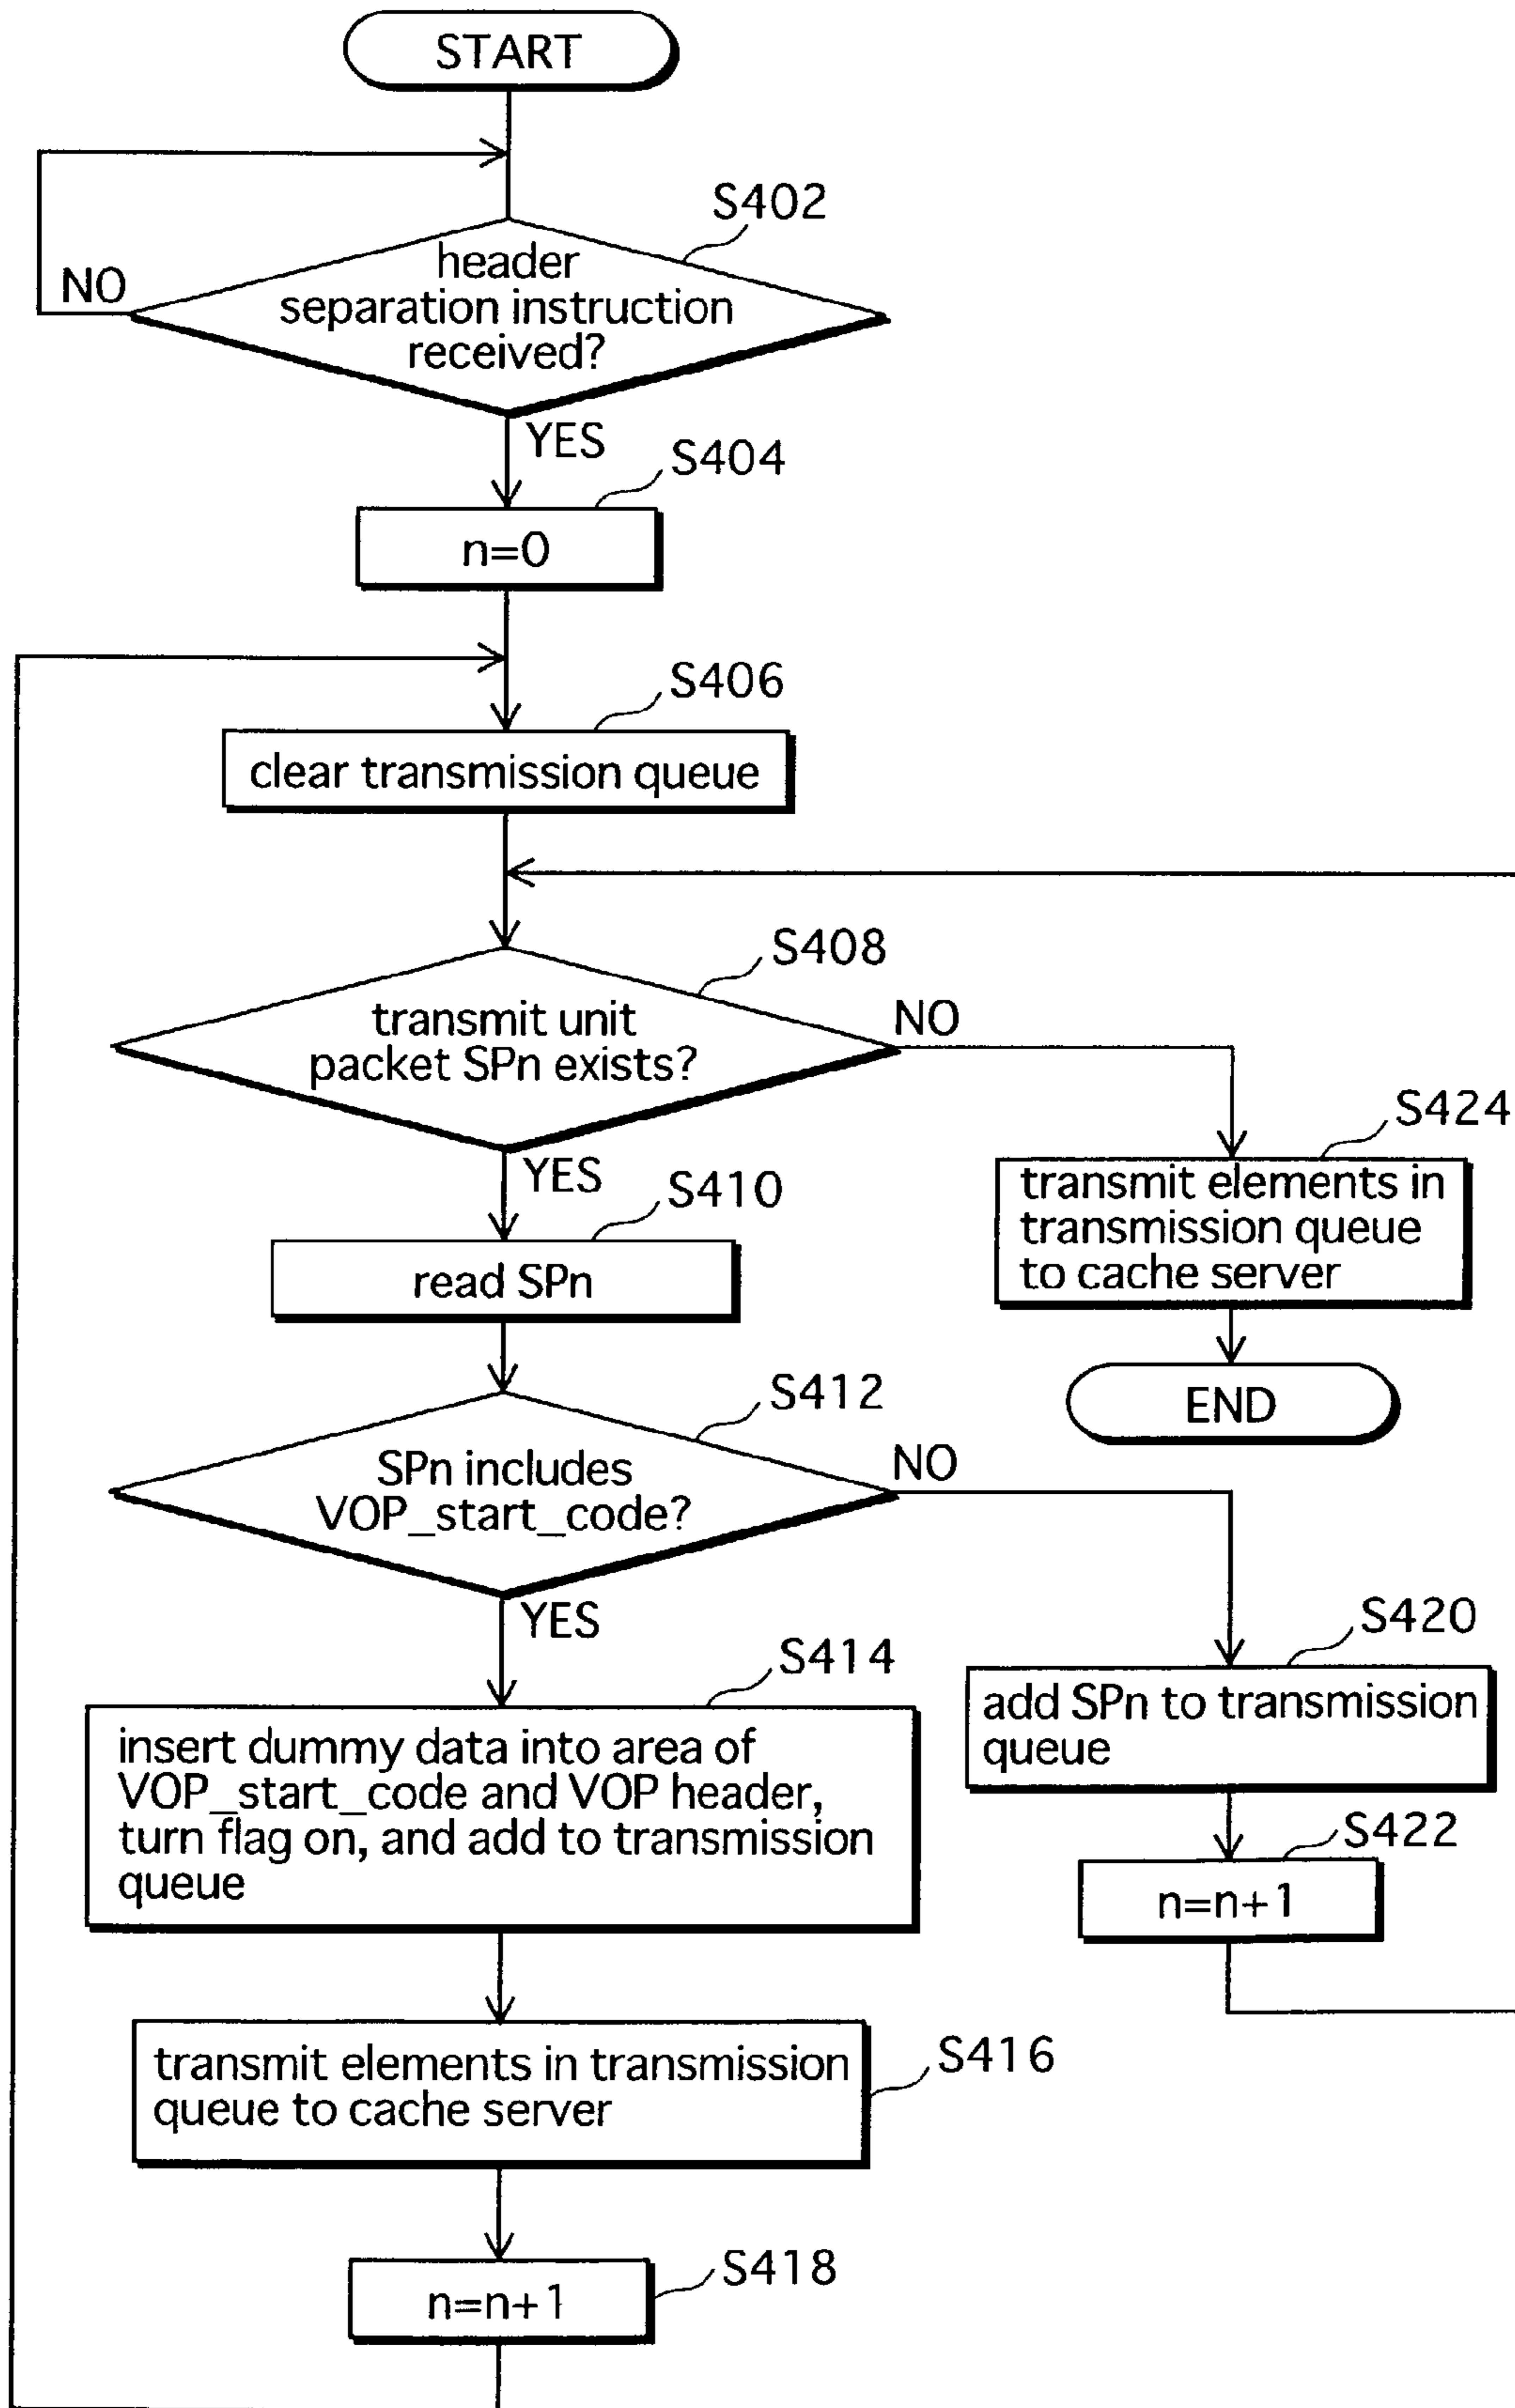 START
S402
header
separation instruction
received?
NO
YES
S404
n=0
S406
clear transmission queue
S408
transmit unit
packet SPn exists?
NO
YES
S424
transmit elements in
transmission queue
to cache server
S410
read SPn
END
S412
SPn includes
VOP_start_code?
NO
YES
S420
add SPn to transmission
queue
S414
insert dummy data into area of
VOP_start_code and VOP header,
turn flag on, and add to transmission
queue
S422
n=n+1
S416
transmit elements in transmission
queue to cache server
S418
n=n+1